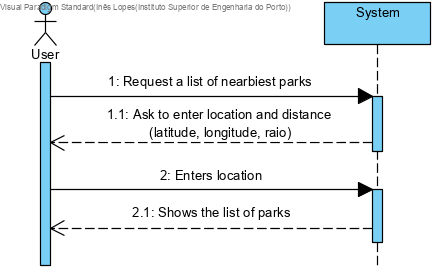 Visual Paradigm Standard(Inês Lopes(Instituto Superior de Engenharia do Porto))
System
User
1: Request a list of nearbiest parks
1.1: Ask to enter location and distance
(latitude, longitude, raio)
2: Enters location
2.1: Shows the list of parks